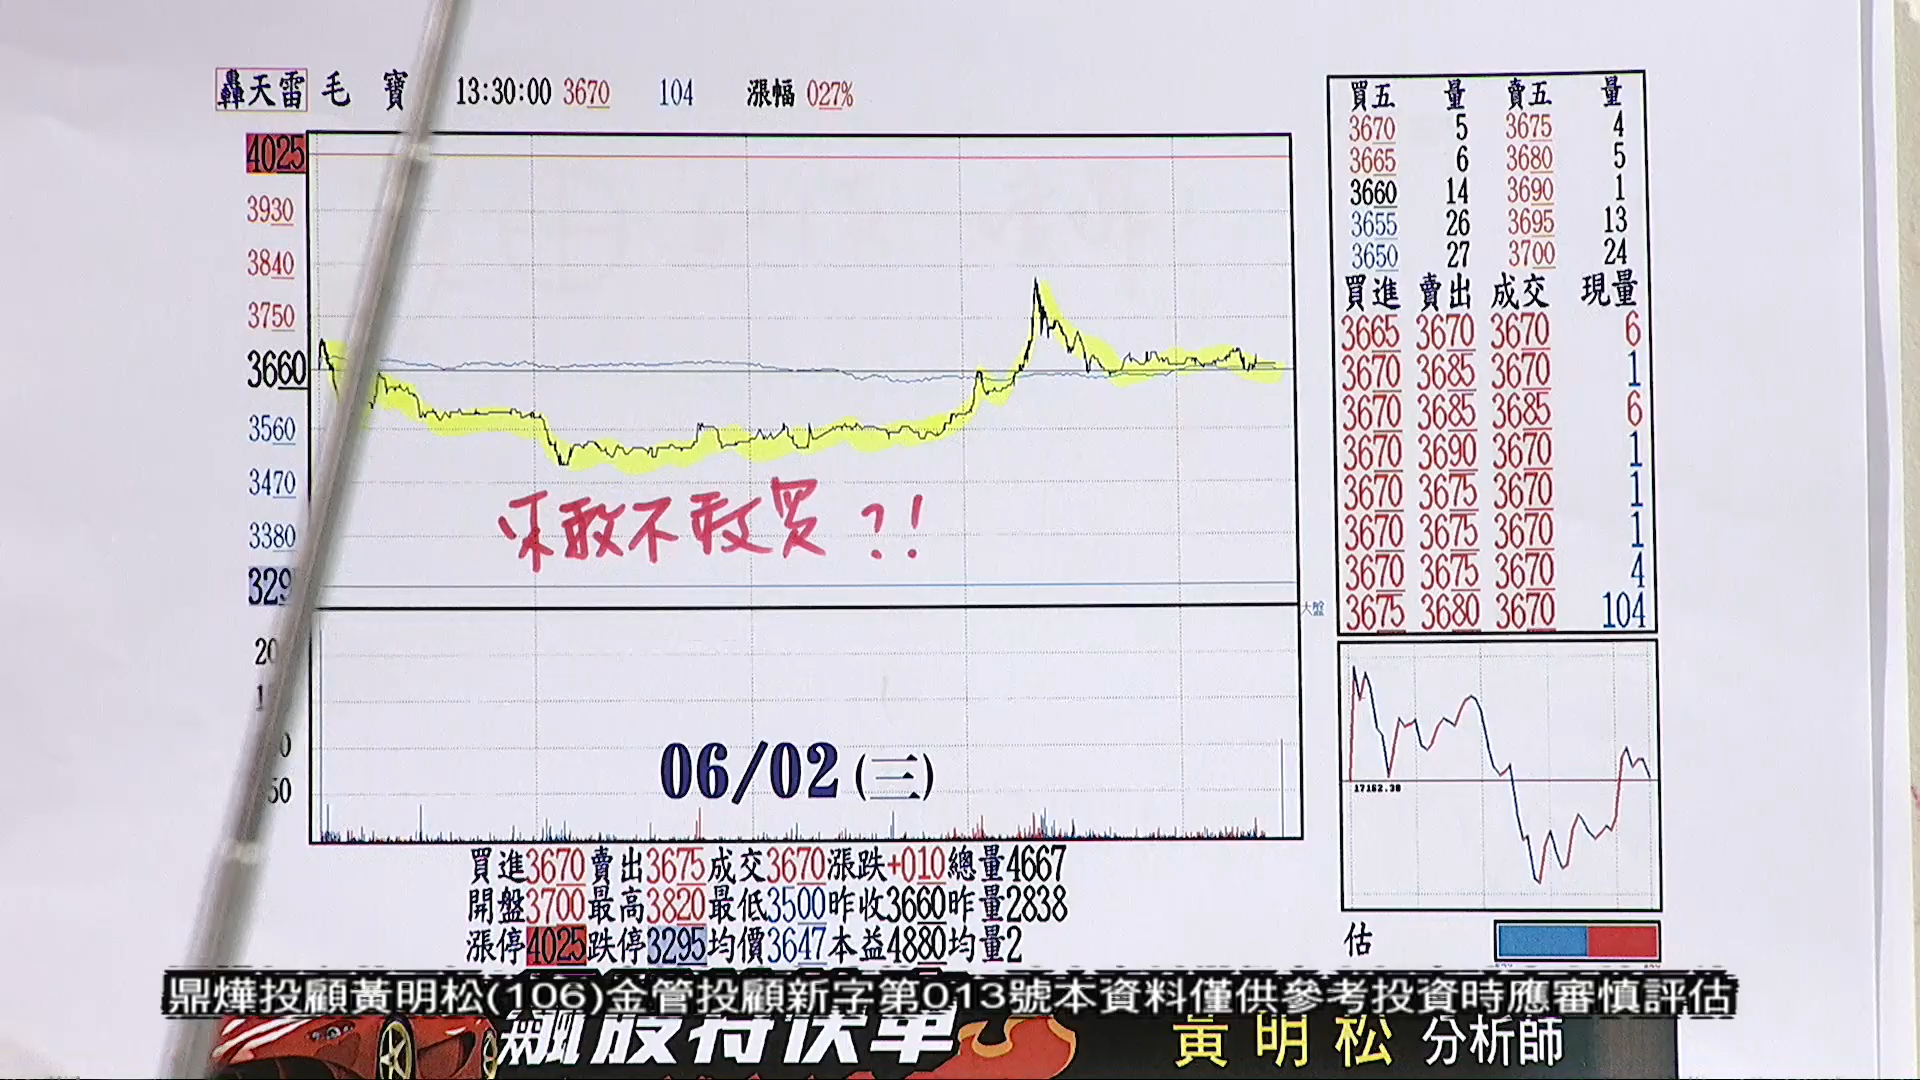 轟天雷 毛 寶 13:30:00 3670 104 漲幅 027%
4025
3930
3840
3750
3660
3560
3470
3380
329
20
50
大盤
敢不敢買?!
06/02(三)
買進3670賣出3675成交3670漲跌+010總量4667
開盤3700最高3820最低3500昨收3660昨量2838
漲停4025跌停3295均價3647本益4880均量2
買五 量 賣五 量
3670 5 3675 4
3665 6 3680 5
3660 14 3690 1
3655 26 3695 13
3650 27 3700 24
買進 賣出 成交 現量
3665 3670 3670 6
3670 3685 3670 1
3670 3685 3685 6
3670 3690 3670 1
3670 3675 3670 1
3670 3675 3670 1
3670 3675 3670 4
3675 3680 3670 104
17162.38
估
鼎燁投顧黃明松(106)金管投顧新字第013號本資料僅供參考投資時應審慎評估
飆股特快車
黃明松 分析師